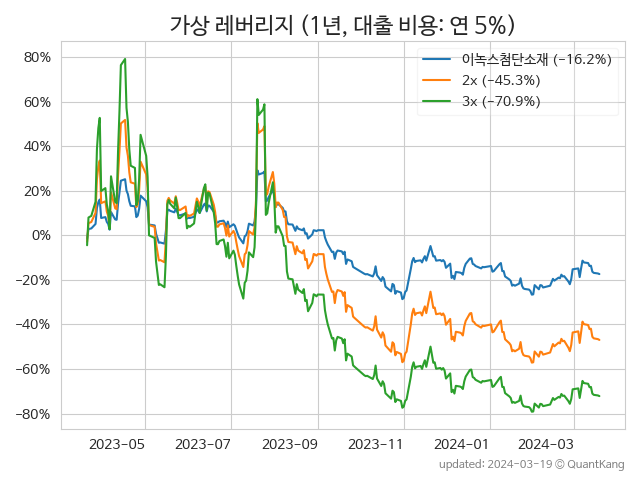 가상 레버리지 (1년, 대출 비용: 연 5%)
이녹스첨단소재 (−16.2%)
2x (−45.3%)
3x (−70.9%)
80%
60%
40%
20%
0%
−20%
−40%
−60%
−80%
2023-05 2023-07 2023-09 2023-11 2024-01 2024-03
updated: 2024-03-19 © QuantKang